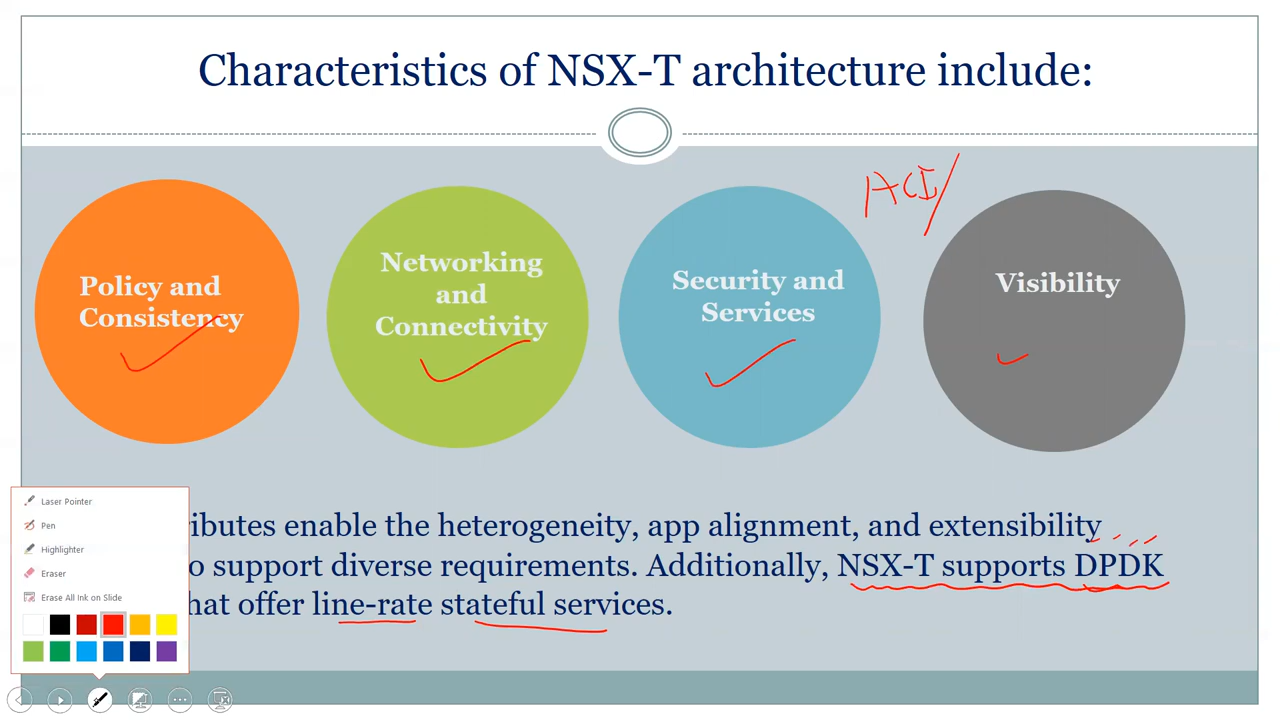 Characteristics of NSX-T architecture include:
ACI/
Policy and
Consistency
Networking
and
Connectivity
Security and
Services
Visibility
ributes enable the heterogeneity, app alignment, and extensibility
o support diverse requirements. Additionally, NSX-T supports DPDK
hat offer line-rate stateful services.
Laser Pointer
Pen
Highlighter
Eraser
Erase All Ink on Slide